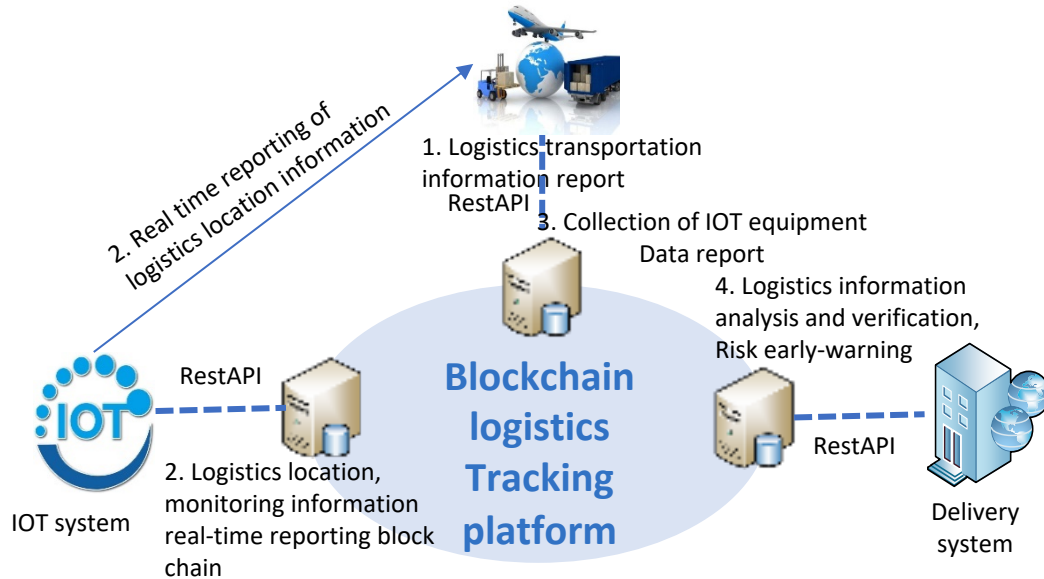 1. Logistics transportation
information report
RestAPI
2. Real time reporting of
logistics location information
3. Collection of IOT equipment
Data report
4. Logistics information
analysis and verification,
Risk early-warning
RestAPI
IOT
IOT system
2. Logistics location,
monitoring information
real-time reporting block
chain
Blockchain
logistics
Tracking
platform
RestAPI
Delivery
system